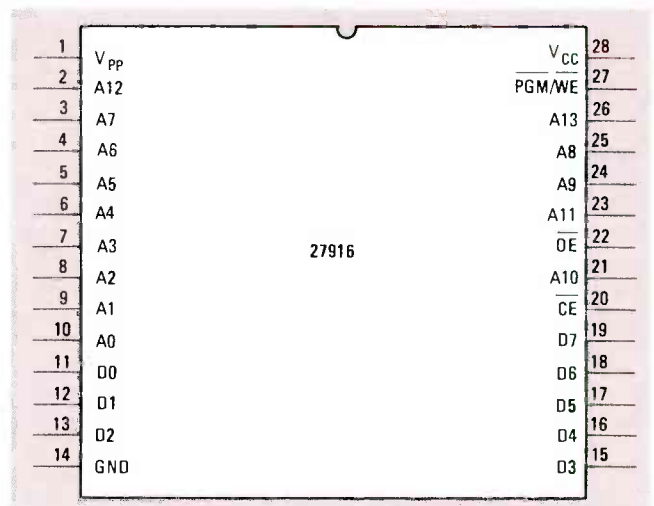 1 V PP V CC 28
2 A12 PGM/WE 27
3 A7 A13 26
4 A6 A8 25
5 A5 A9 24
6 A4 A11 23
7 A3 27916 OE 22
8 A2 A10 21
9 A1 CE 20
10 A0 D7 19
11 D0 D6 18
12 D1 D5 17
13 D2 D4 16
14 GND D3 15